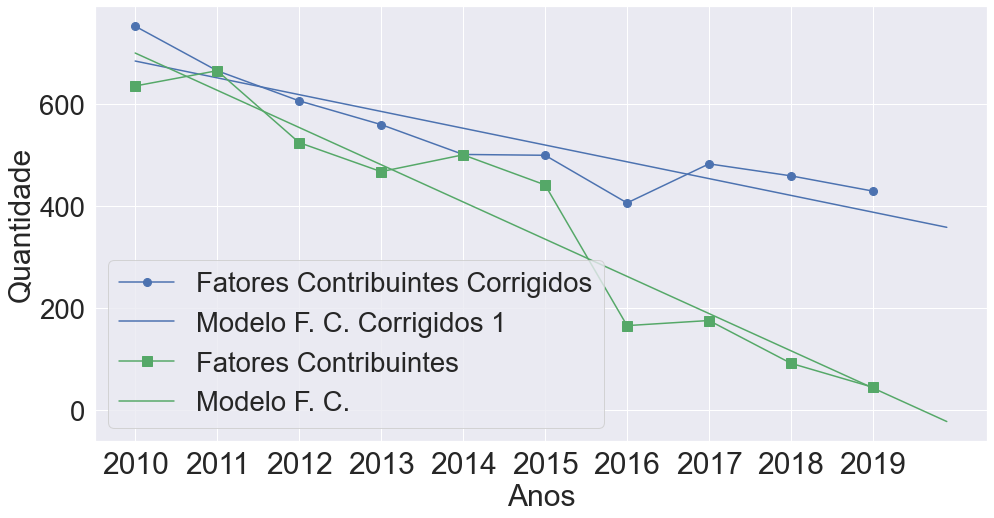 Quantidade
600
400
200
0
Fatores Contribuintes Corrigidos
Modelo F. C. Corrigidos 1
Fatores Contribuintes
Modelo F. C.
2010 2011 2012 2013 2014 2015 2016 2017 2018 2019
Anos